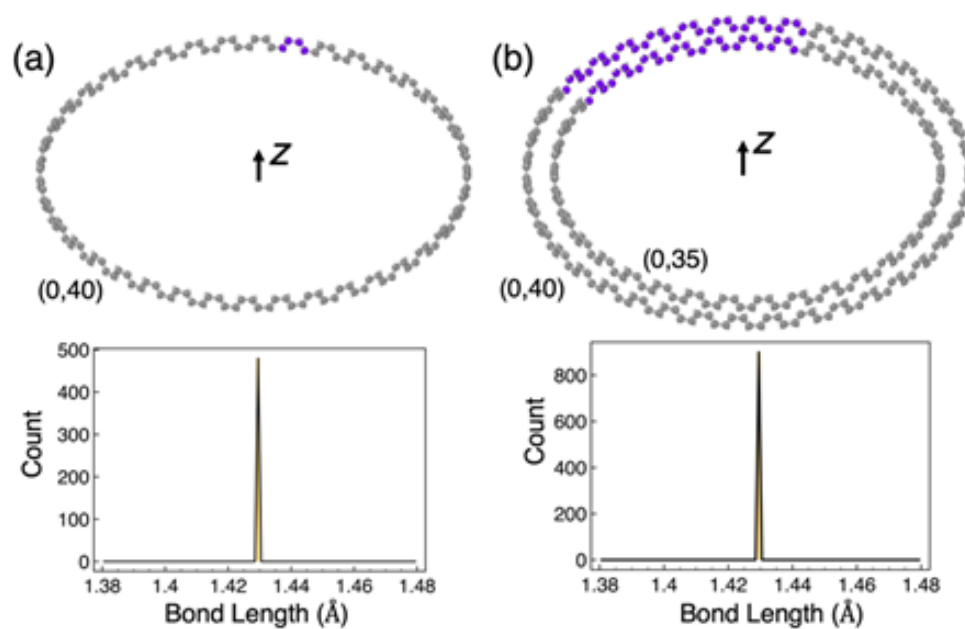 (a)
z
(0,40)
(b)
z
(0,35)
(0,40)
500
400
300
200
100
0
Count
1.38 1.4 1.42 1.44 1.46 1.48
Bond Length (Å)
800
600
400
200
0
Count
1.38 1.40 1.42 1.44 1.46 1.48
Bond Length (Å)